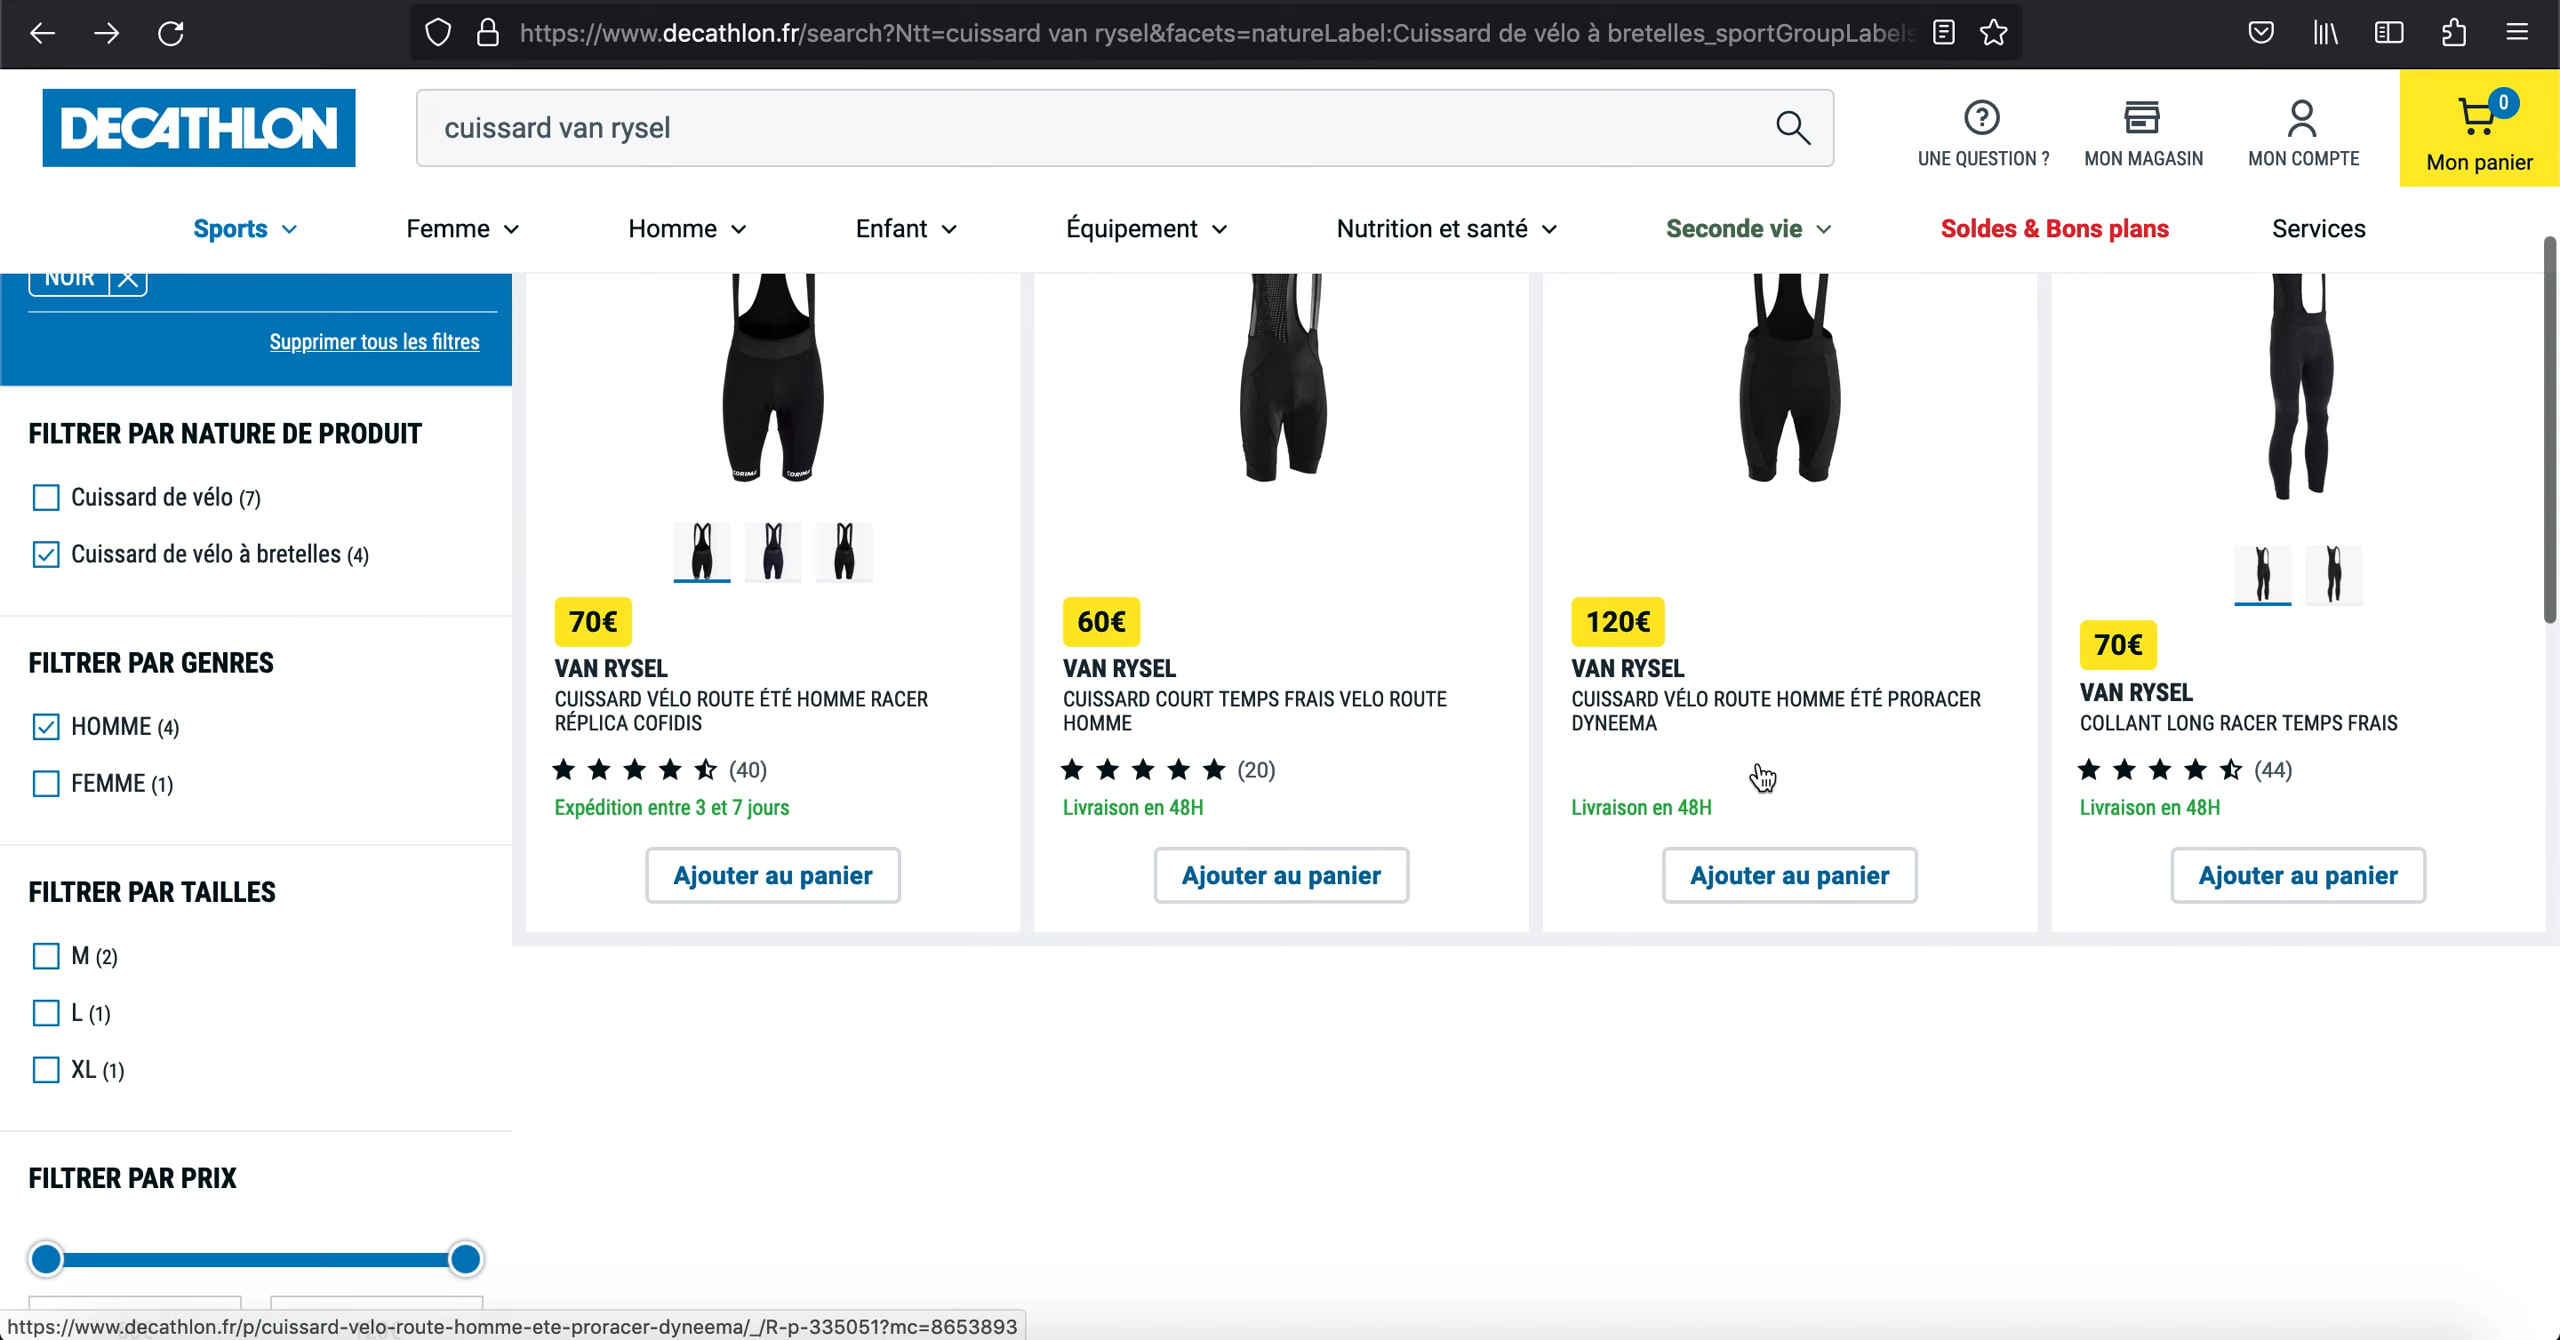 https://www.decathlon.fr/search?Ntt=cuissard van rysel&facets=natureLabel:Cuissard de vélo à bretelles_sportGroupLabels
DECATHLON
cuissard van rysel
UNE QUESTION ?
MON MAGASIN
MON COMPTE
0
Mon panier
Sports
Femme
Homme
Enfant
Équipement
Nutrition et santé
Seconde vie
Soldes & Bons plans
Services
NOIR
Supprimer tous les filtres
FILTRER PAR NATURE DE PRODUIT
Cuissard de vélo (7)
Cuissard de vélo à bretelles (4)
FILTRER PAR GENRES
HOMME (4)
FEMME (1)
FILTRER PAR TAILLES
M (2)
L (1)
XL (1)
FILTRER PAR PRIX
CORIMA CORIMA
70€
VAN RYSEL
CUISSARD VÉLO ROUTE ÉTÉ HOMME RACER
RÉPLICA COFIDIS
(40)
Expédition entre 3 et 7 jours
Ajouter au panier
60€
VAN RYSEL
CUISSARD COURT TEMPS FRAIS VELO ROUTE
HOMME
(20)
Livraison en 48H
Ajouter au panier
120€
VAN RYSEL
CUISSARD VÉLO ROUTE HOMME ÉTÉ PRORACER
DYNEEMA
Livraison en 48H
Ajouter au panier
70€
VAN RYSEL
COLLANT LONG RACER TEMPS FRAIS
(44)
Livraison en 48H
Ajouter au panier
https://www.decathlon.fr/p/cuissard-velo-route-homme-ete-proracer-dyneema/_/R-p-335051?mc=8653893